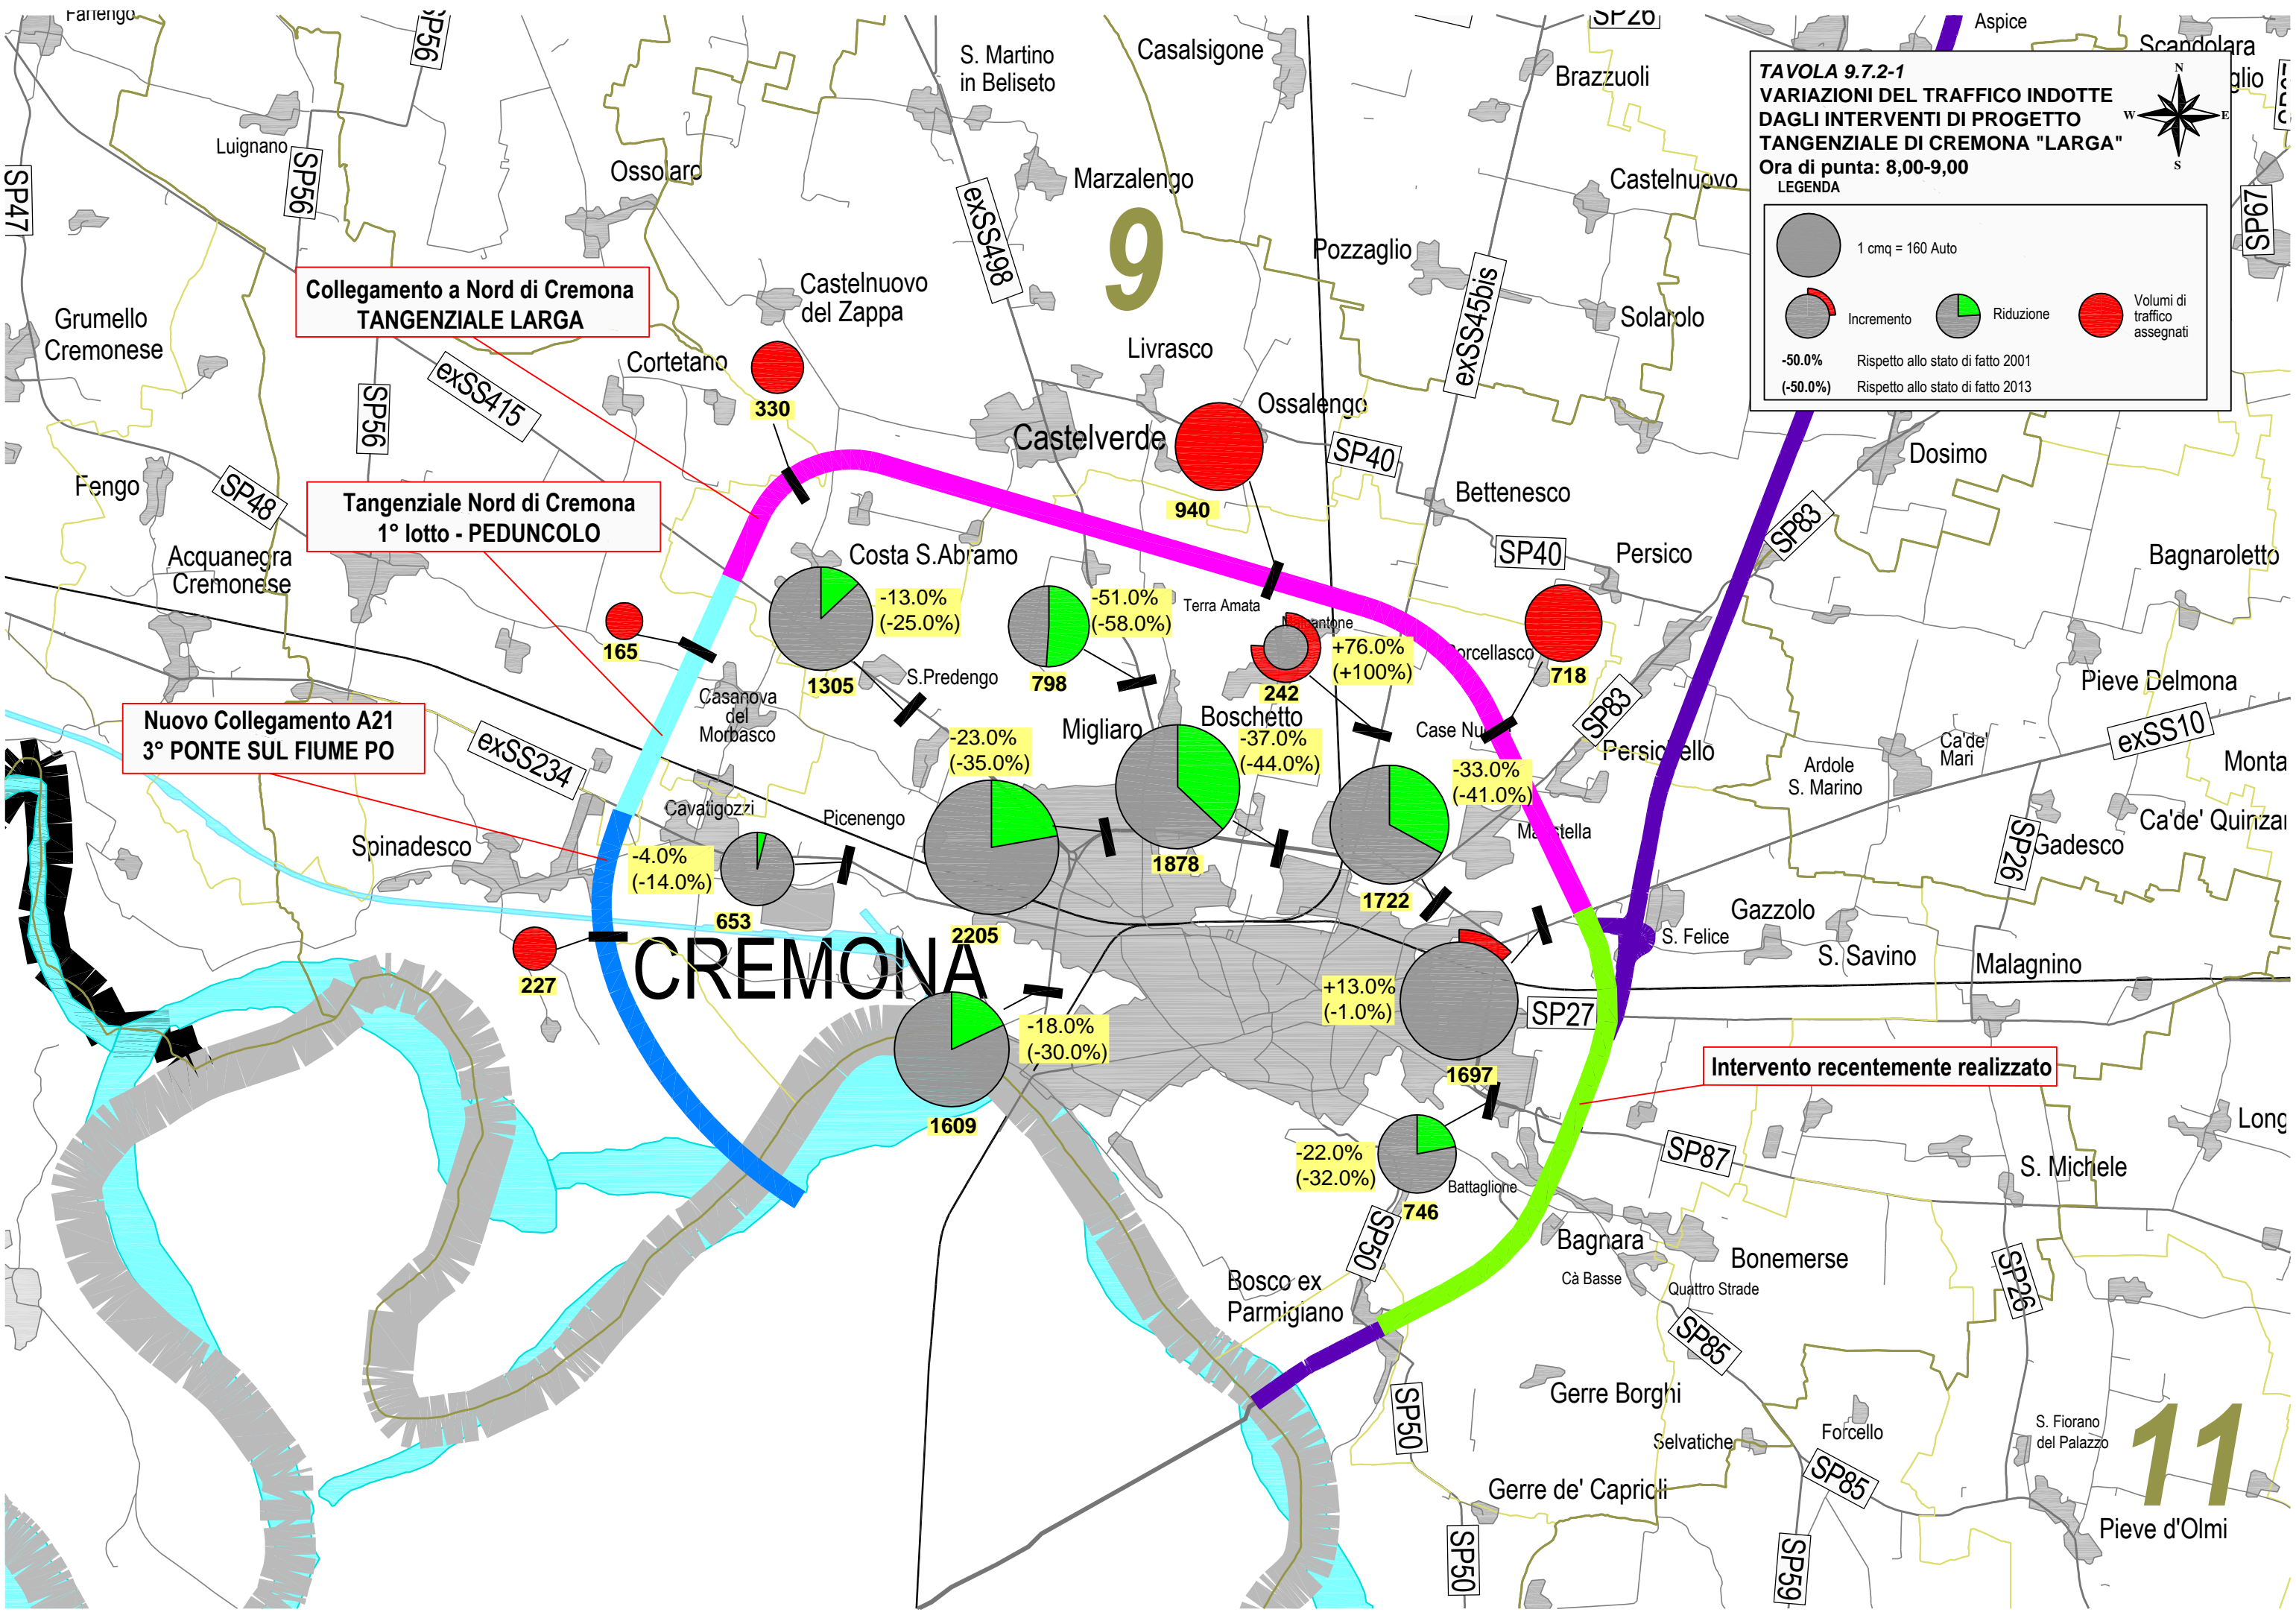 Farlengo
SP56
S. Martino
in Beliseto
Casalsigone
SP26
Aspice
Scandolara
Brazzuoli
TAVOLA 9.7.2-1
VARIAZIONI DEL TRAFFICO INDOTTE
DAGLI INTERVENTI DI PROGETTO
TANGENZIALE DI CREMONA "LARGA"
Ora di punta: 8,00-9,00
N
W
E
S
glio
LEGENDA
1 cmq = 160 Auto
Incremento
Riduzione
Volumi di
traffico
assegnati
-50.0%
Rispetto allo stato di fatto 2001
(-50.0%)
Rispetto allo stato di fatto 2013
Luignano
SP56
SP47
Ossolaro
Marzalengo
exSS498
9
Castelnuovo
Pozzaglio
SP67
Collegamento a Nord di Cremona
TANGENZIALE LARGA
Castelnuovo
del Zappa
exSS45bis
Solarolo
Grumello
Cremonese
Cortetano
Livrasco
exSS415
SP56
330
Ossalengo
Castelverde
SP40
Dosimo
Fengo
SP48
Tangenziale Nord di Cremona
1° lotto - PEDUNCOLO
940
Bettenesco
SP83
Acquanegra
Cremonese
Costa S.Abramo
SP40
Persico
Bagnaroletto
-13.0%
(-25.0%)
-51.0%
(-58.0%)
Terra Amata
165
1305
S.Predengo
798
242
+76.0%
(+100%)
718
Casanova
del
Morbasco
Pieve Delmona
Nuovo Collegamento A21
3° PONTE SUL FIUME PO
exSS234
-23.0%
(-35.0%)
Migliaro
Boschetto
-37.0%
(-44.0%)
SP83
exSS10
-33.0%
(-41.0%)
Ardole
S. Marino
Ca'de'
Mari
Cavatigozzi
Picenengo
Spinadesco
-4.0%
(-14.0%)
1878
SP26
Gadesco
653
2205
1722
Gazzolo
S. Felice
S. Savino
Malagnino
CREMONA
227
+13.0%
(-1.0%)
SP27
-18.0%
(-30.0%)
Intervento recentemente realizzato
1697
1609
SP87
S. Michele
-22.0%
(-32.0%)
Battaglione
746
SP50
Bagnara
Bonemerse
Cà Basse
Quattro Strade
SP26
Bosco ex
Parmigiano
SP85
Gerre Borghi
SP50
Selvatiche
Forcello
S. Fiorano
del Palazzo
11
SP85
Gerre de' Caprioli
Pieve d'Olmi
SP50
SP59